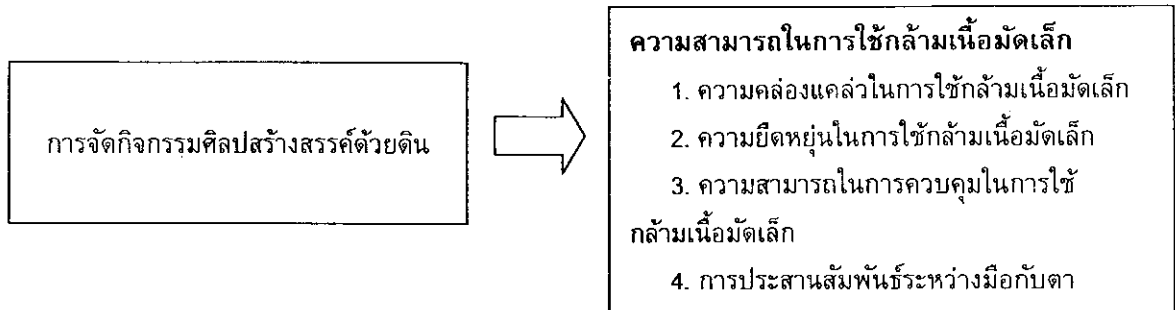 การจัดกิจกรรมศิลปสร้างสรรค์ด้วยดิน
ความสามารถในการใช้กล้ามเนื้อมัดเล็ก
1. ความคล่องแคล่วในการใช้กล้ามเนื้อมัดเล็ก
2. ความยืดหยุ่นในการใช้กล้ามเนื้อมัดเล็ก
3. ความสามารถในการควบคุมในการใช้
กล้ามเนื้อมัดเล็ก
4. การประสานสัมพันธ์ระหว่างมือกับตา